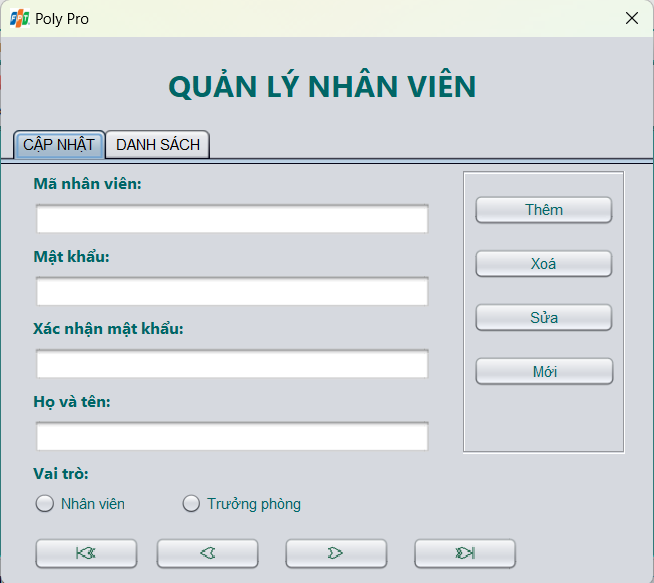 FPT Poly Pro
QUẢN LÝ NHÂN VIÊN
CẬP NHẬT DANH SÁCH
Mã nhân viên:
Mật khẩu:
Xác nhận mật khẩu:
Họ và tên:
Vai trò:
Nhân viên Trưởng phòng
Thêm
Xoá
Sửa
Mới